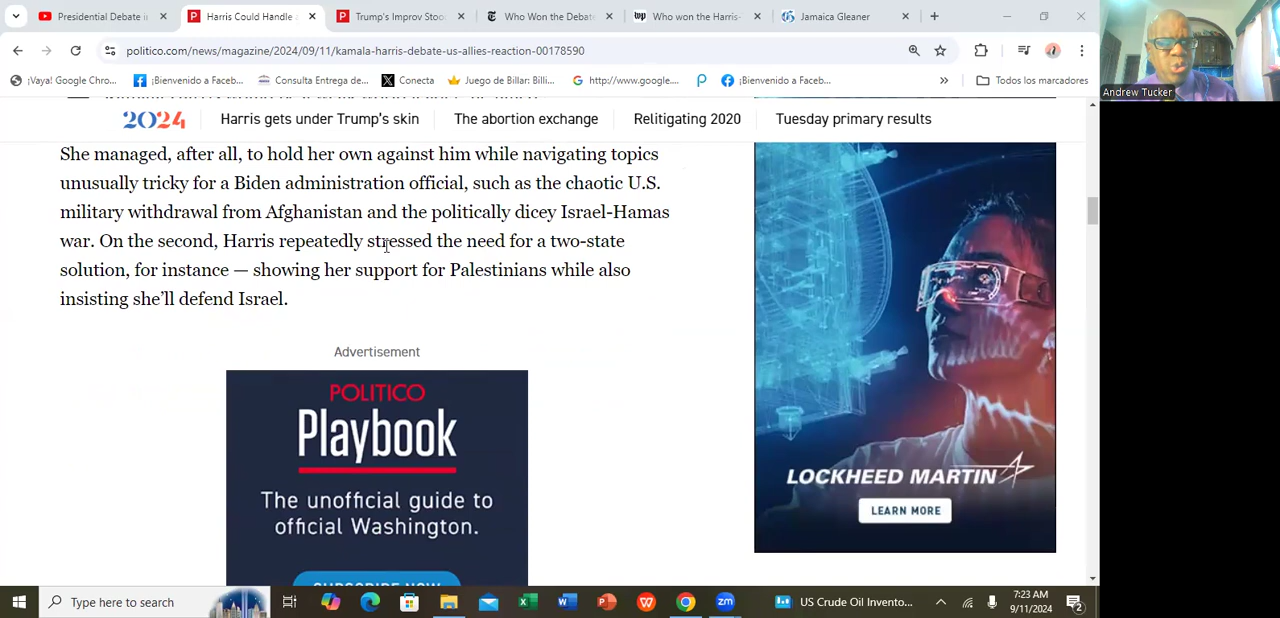 Presidential Debate i
Harris Could Handle
Trump's Improv Stoo
Who Won the Debat
Who won the Harris-
Jamaica Gleaner
politico.com/news/magazine/2024/09/11/kamala-harris-debate-us-allies-reaction-00178590
¡Vaya! Google Chro...
¡Bienvenido a Faceb...
Consulta Entrega de...
Conecta
Juego de Billar: Billi...
http://www.google....
¡Bienvenido a Faceb...
»
Todos los marcadores
Andrew Tucker
2024
Harris gets under Trump's skin
The abortion exchange
Relitigating 2020
Tuesday primary results
She managed, after all, to hold her own against him while navigating topics
unusually tricky for a Biden administration official, such as the chaotic U.S.
military withdrawal from Afghanistan and the politically dicey Israel-Hamas
war. On the second, Harris repeatedly stressed the need for a two-state
solution, for instance — showing her support for Palestinians while also
insisting she'll defend Israel.
Advertisement
POLITICO
Playbook
The unofficial guide to
official Washington.
SUBSCRIBE NOW
LOCKHEED MARTIN
LEARN MORE
Type here to search
US Crude Oil Invento...
7:23 AM
9/11/2024
2